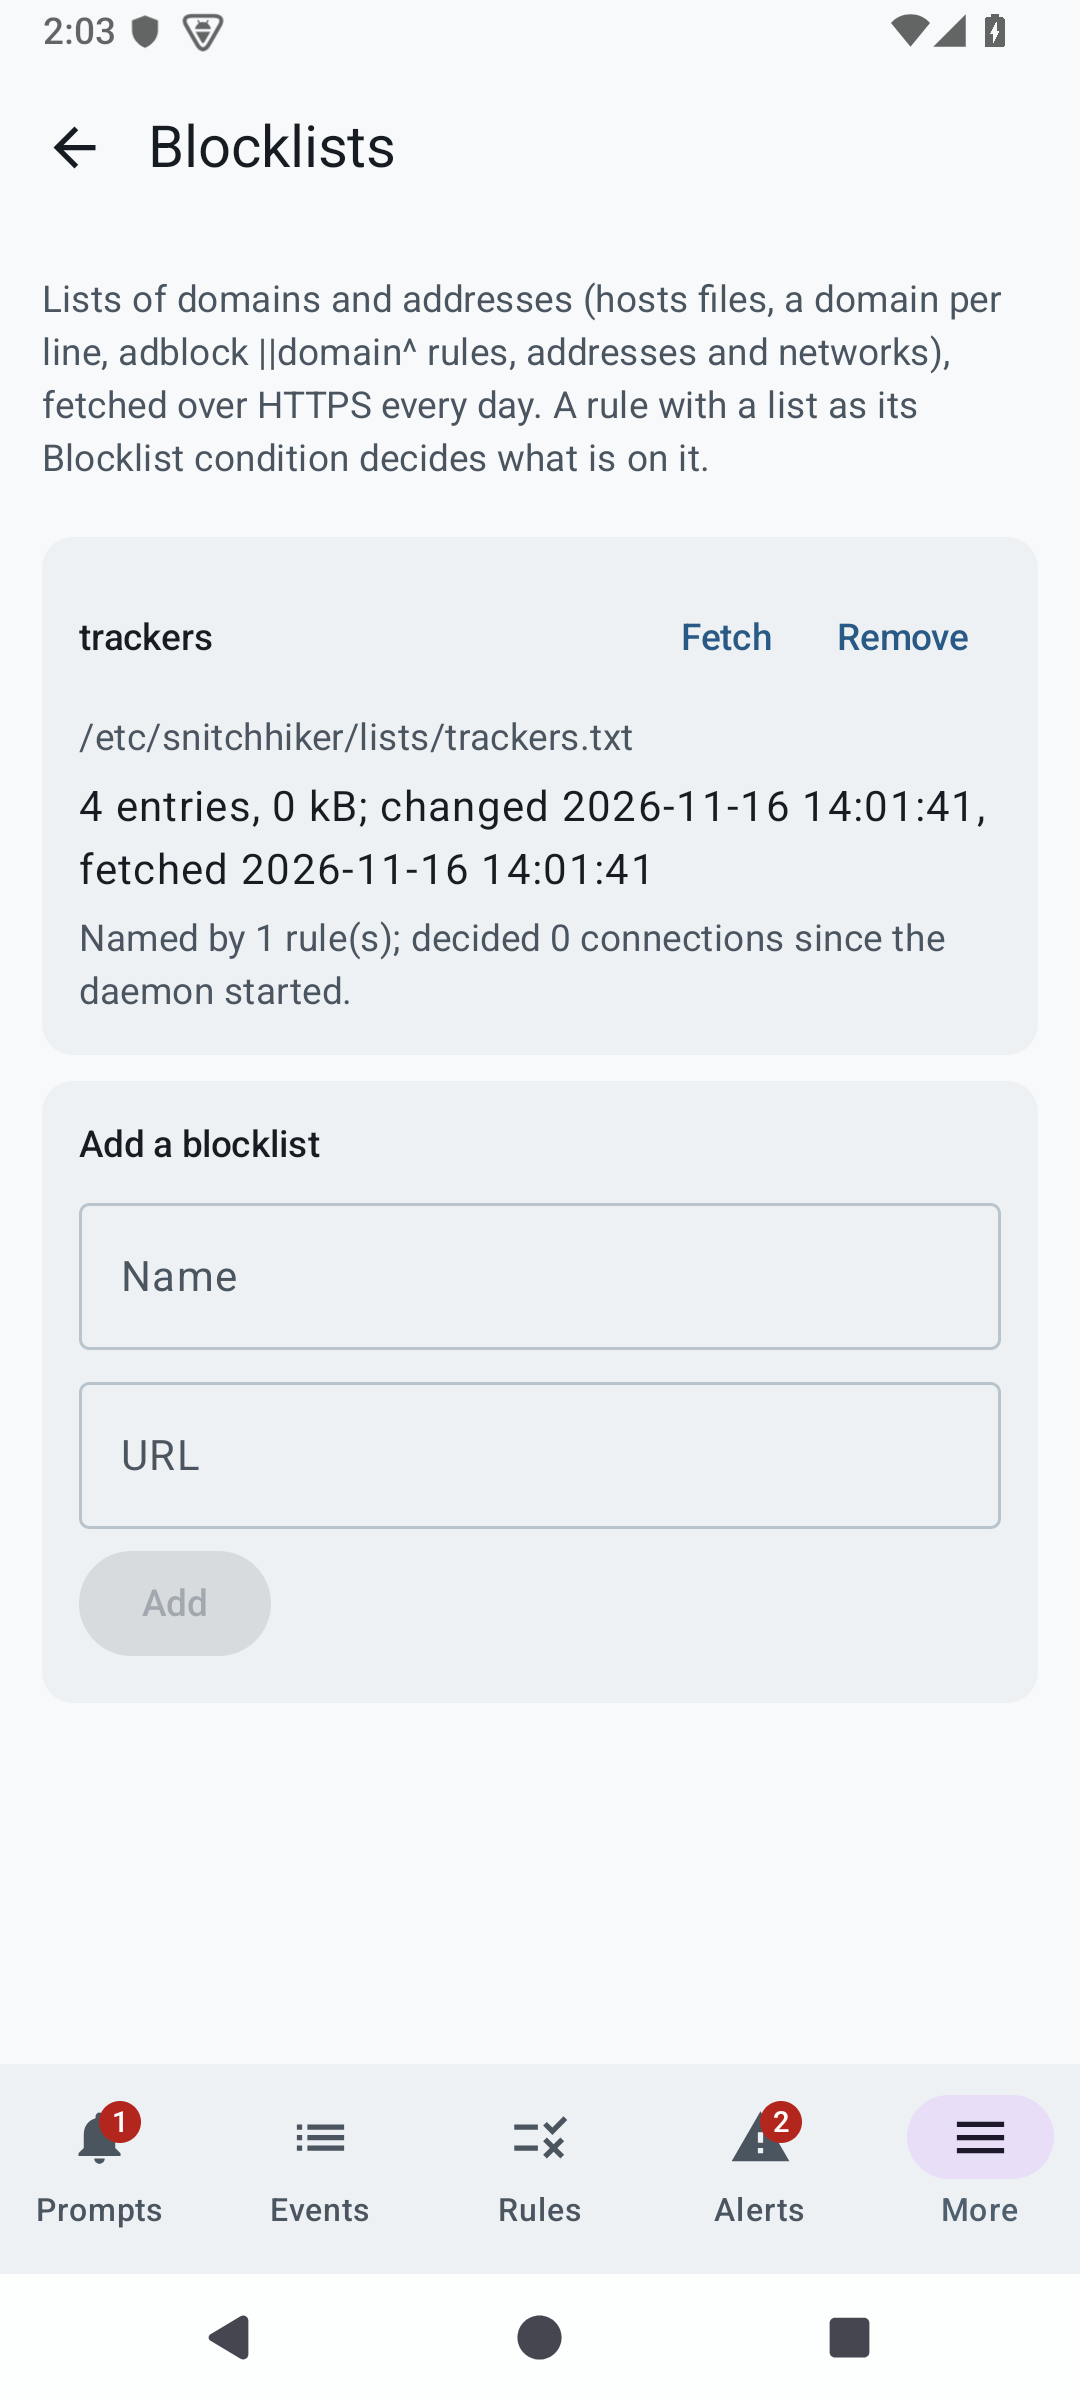 2:03
Blocklists
Lists of domains and addresses (hosts files, a domain per
line, adblock ||domain^ rules, addresses and networks),
fetched over HTTPS every day. A rule with a list as its
Blocklist condition decides what is on it.
trackers
Fetch
Remove
/etc/snitchhiker/lists/trackers.txt
4 entries, 0 kB; changed 2026-11-16 14:01:41,
fetched 2026-11-16 14:01:41
Named by 1 rule(s); decided 0 connections since the
daemon started.
Add a blocklist
Name
URL
Add
1
2
Prompts
Events
Rules
Alerts
More